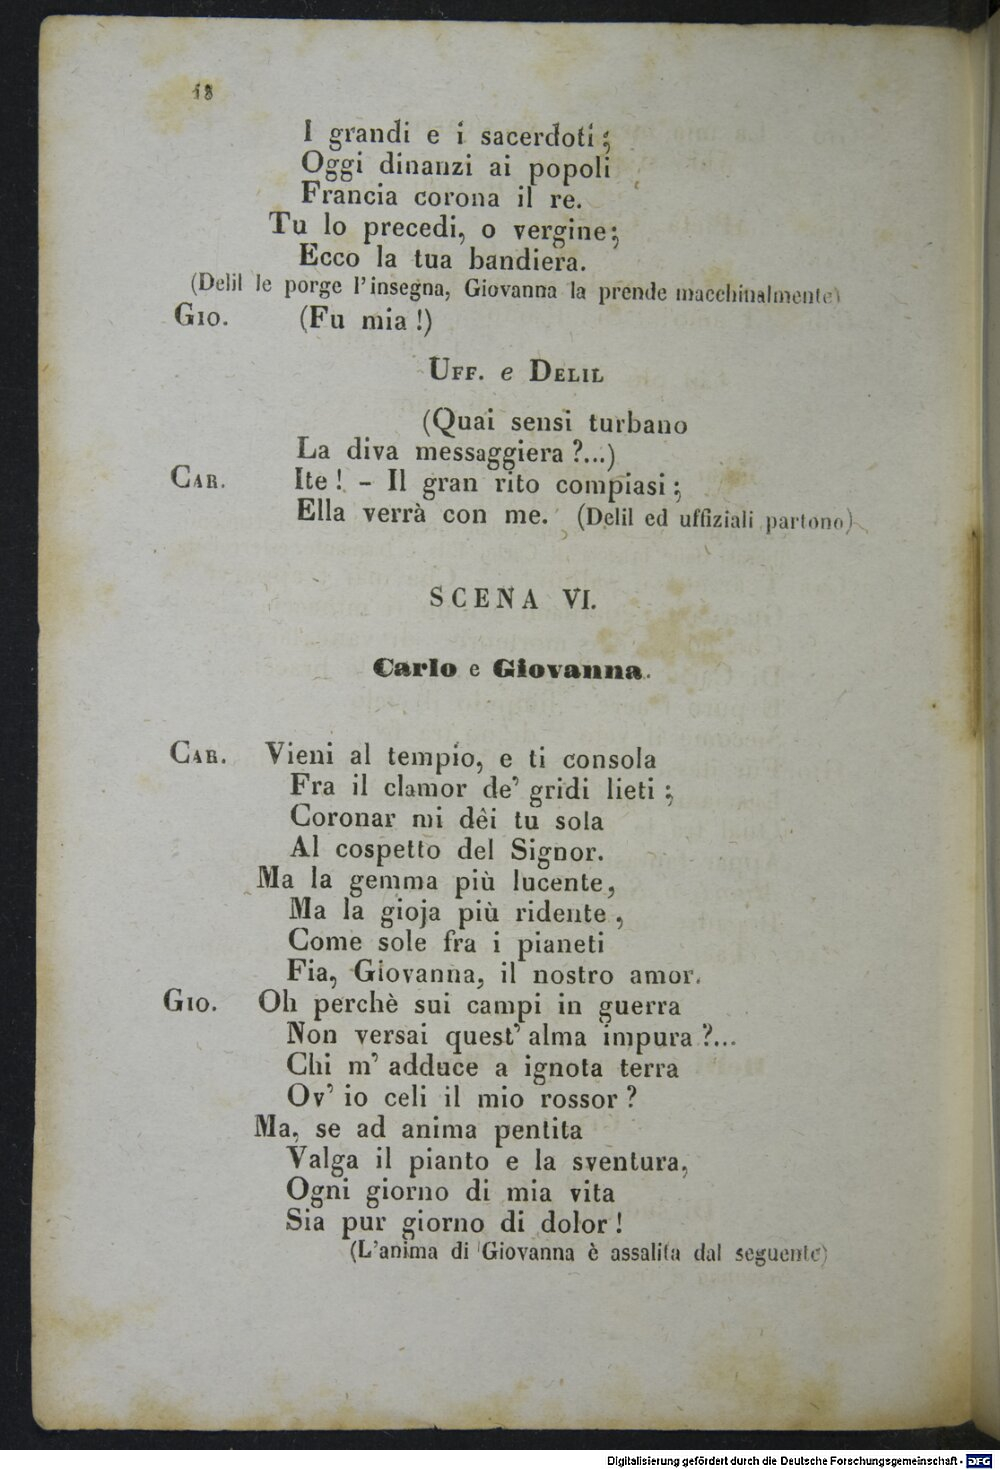 18
I grandi e i sacerdoti;
Oggi dinanzi ai popoli
Francia corona il re.
Tu lo precedi, o vergine;
Ecco la tua bandiera.
(Delil le porge l'insegna, Giovanna la prende macchinalmente)
Gio. (Fu mia!)
Uff. e Delil
(Quai sensi turbano
La diva messaggiera?...)
Car. Ite! - Il gran rito compiasi;
Ella verrà con me. (Delil ed uffiziali partono)
SCENA VI.
Carlo e Giovanna.
Car. Vieni al tempio, e ti consola
Fra il clamor de' gridi lieti;
Coronar mi dêi tu sola
Al cospetto del Signor.
Ma la gemma più lucente,
Ma la gioja più ridente,
Come sole fra i pianeti
Fia, Giovanna, il nostro amor.
Gio. Oh perchè sui campi in guerra
Non versai quest' alma impura?...
Chi m' adduce a ignota terra
Ov' io celi il mio rossor?
Ma, se ad anima pentita
Valga il pianto e la sventura,
Ogni giorno di mia vita
Sia pur giorno di dolor!
(L'anima di Giovanna è assalita dal seguente)
Digitalisierung gefördert durch die Deutsche Forschungsgemeinschaft - DFG